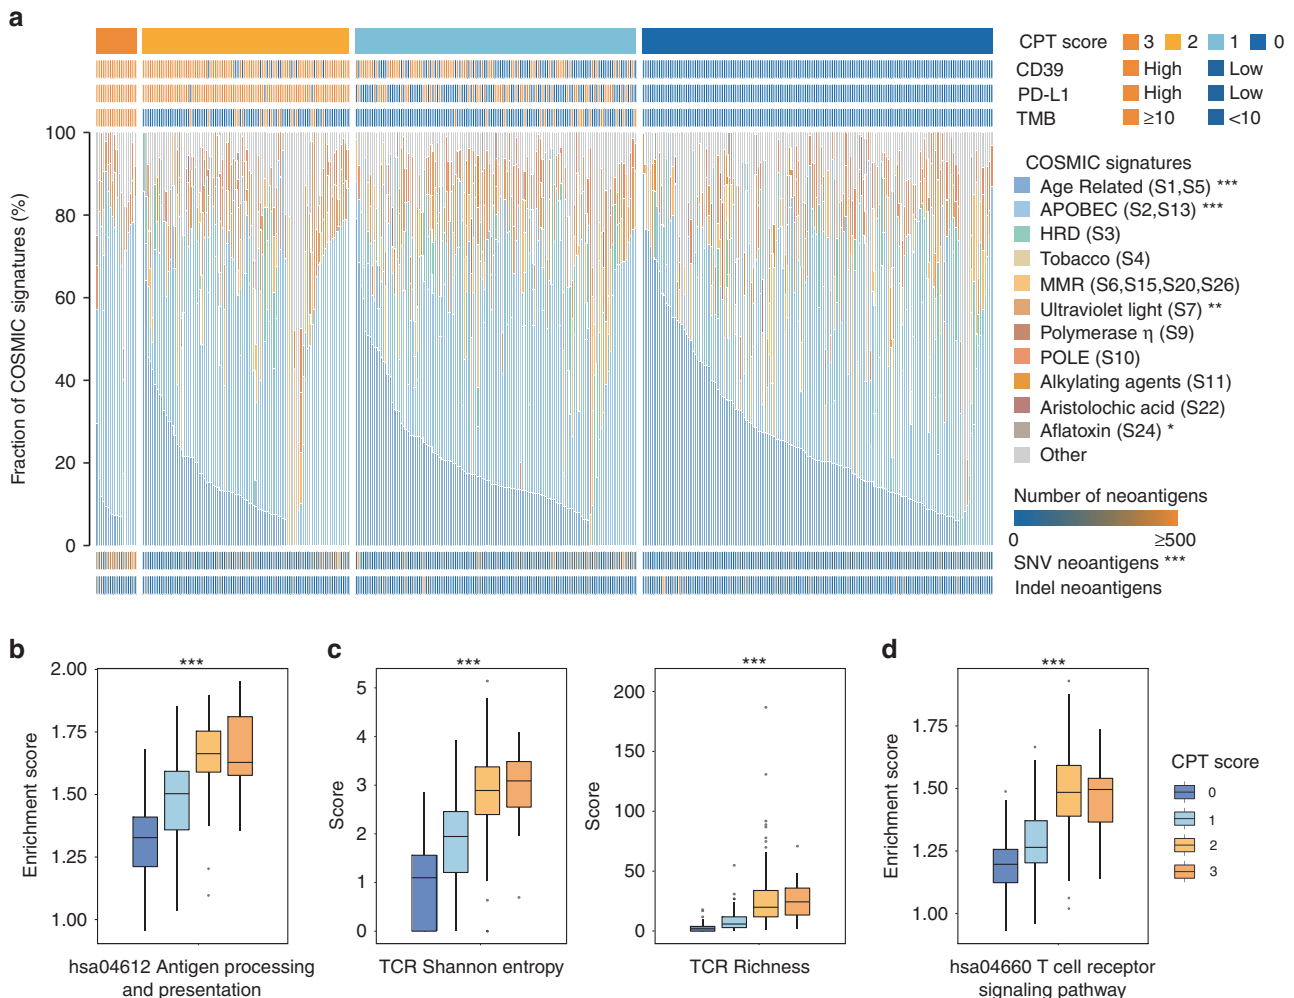 a
CPT score 3 2 1 0
CD39 High Low
PD-L1 High Low
TMB ≥10 <10
Fraction of COSMIC signatures (%)
100
80
60
40
20
0
COSMIC signatures
Age Related (S1,S5) ***
APOBEC (S2,S13) ***
HRD (S3)
Tobacco (S4)
MMR (S6,S15,S20,S26)
Ultraviolet light (S7) **
Polymerase η (S9)
POLE (S10)
Alkylating agents (S11)
Aristolochic acid (S22)
Aflatoxin (S24) *
Other
Number of neoantigens
0 ≥500
SNV neoantigens ***
Indel neoantigens
b
***
Enrichment score
2.00
1.75
1.50
1.25
1.00
hsa04612 Antigen processing
and presentation
c
***
Score
5
4
3
2
1
0
TCR Shannon entropy
***
Score
200
150
100
50
0
TCR Richness
d
***
Enrichment score
1.75
1.50
1.25
1.00
hsa04660 T cell receptor
signaling pathway
CPT score
0
1
2
3